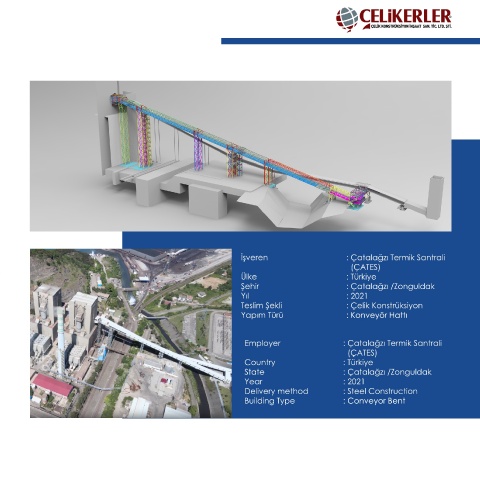 ÇELİKERLER
ÇELİK KONSTRÜKSİYON İNŞAAT SAN. TİC. LTD. ŞTİ.
İşveren : Çatalağzı Termik Santrali
(ÇATES)
Ülke : Türkiye
Şehir : Çatalağzı /Zonguldak
Yıl : 2021
Teslim Şekli : Çelik Konstrüksiyon
Yapım Türü : Konveyör Hattı
Employer : Çatalağzı Termik Santrali
(ÇATES)
Country : Türkiye
State : Çatalağzı /Zonguldak
Year : 2021
Delivery method : Steel Construction
Building Type : Conveyor Bent